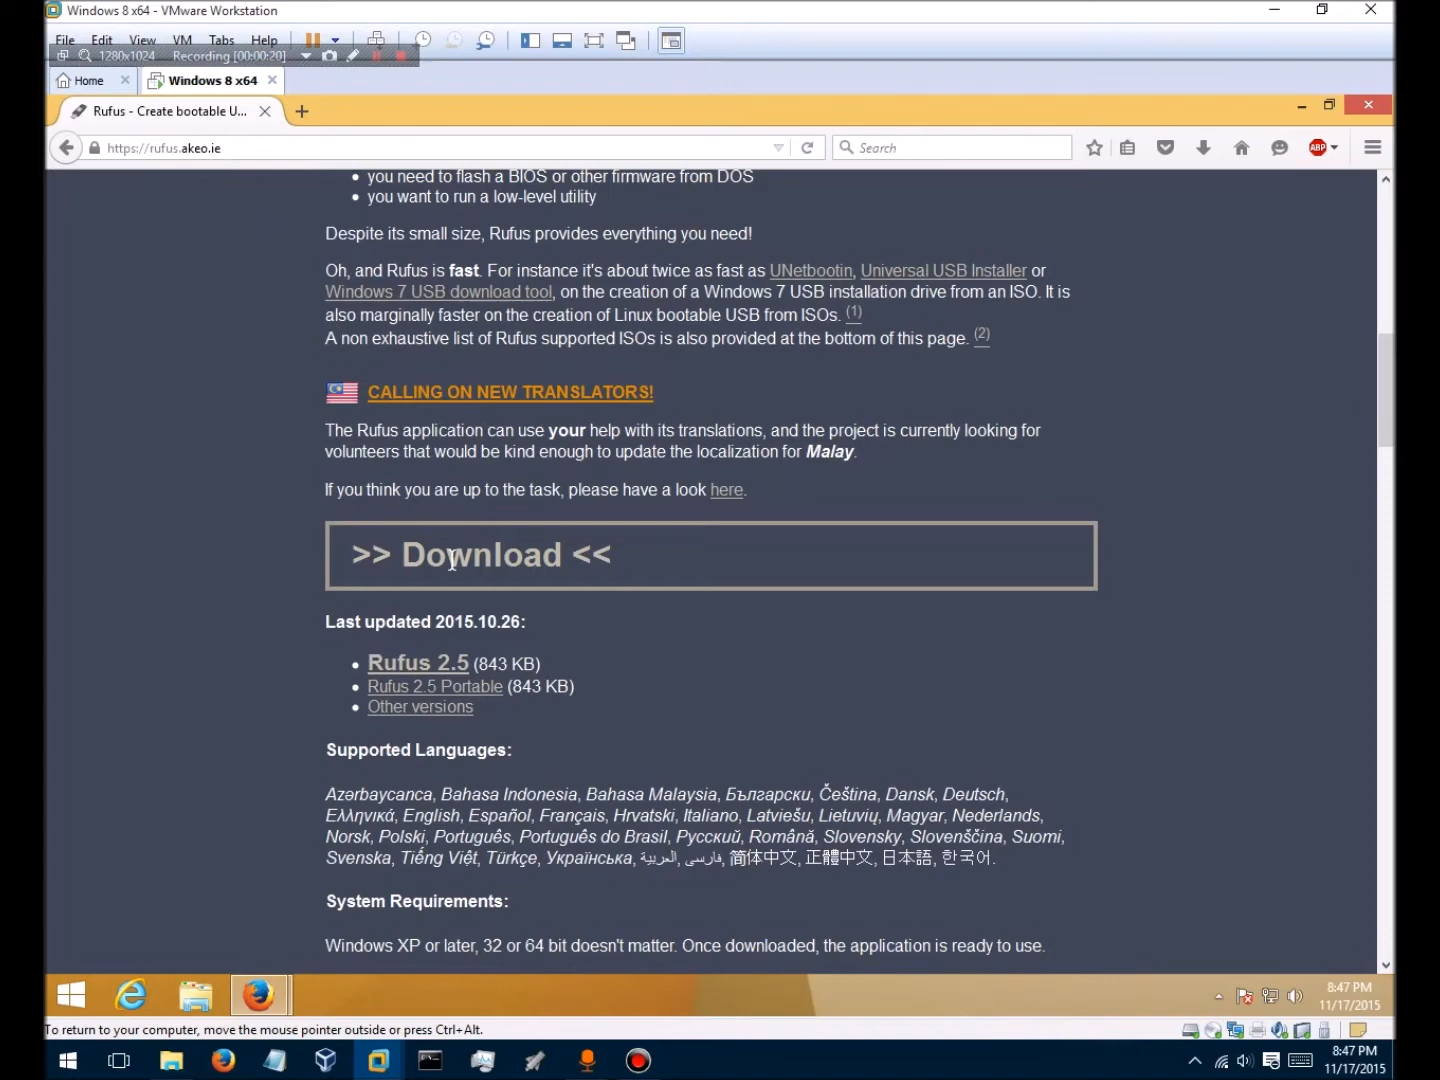 Windows 8 x64 - VMware Workstation
File Edit View VM Tabs Help
1280x1024 Recording [00:00:20]
Home Windows 8 x64
Rufus - Create bootable U...
https://rufus.akeo.ie Search ABP
you need to flash a BIOS or other firmware from DOS
you want to run a low-level utility
Despite its small size, Rufus provides everything you need!
Oh, and Rufus is fast. For instance it's about twice as fast as UNetbootin, Universal USB Installer or
Windows 7 USB download tool, on the creation of a Windows 7 USB installation drive from an ISO. It is
also marginally faster on the creation of Linux bootable USB from ISOs. (1)
A non exhaustive list of Rufus supported ISOs is also provided at the bottom of this page. (2)
CALLING ON NEW TRANSLATORS!
The Rufus application can use your help with its translations, and the project is currently looking for
volunteers that would be kind enough to update the localization for Malay.
If you think you are up to the task, please have a look here.
>> Download <<
Last updated 2015.10.26:
Rufus 2.5 (843 KB)
Rufus 2.5 Portable (843 KB)
Other versions
Supported Languages:
Azərbaycanca, Bahasa Indonesia, Bahasa Malaysia, Български, Čeština, Dansk, Deutsch,
Ελληνικά, English, Español, Français, Hrvatski, Italiano, Latviešu, Lietuvių, Magyar, Nederlands,
Norsk, Polski, Português, Português do Brasil, Русский, Română, Slovensky, Slovenščina, Suomi,
Svenska, Tiếng Việt, Türkçe, Українська, العربية, فارسی, 简体中文, 正體中文, 日本語, 한국어.
System Requirements:
Windows XP or later, 32 or 64 bit doesn't matter. Once downloaded, the application is ready to use.
8:47 PM
11/17/2015
To return to your computer, move the mouse pointer outside or press Ctrl+Alt.
8:47 PM
11/17/2015